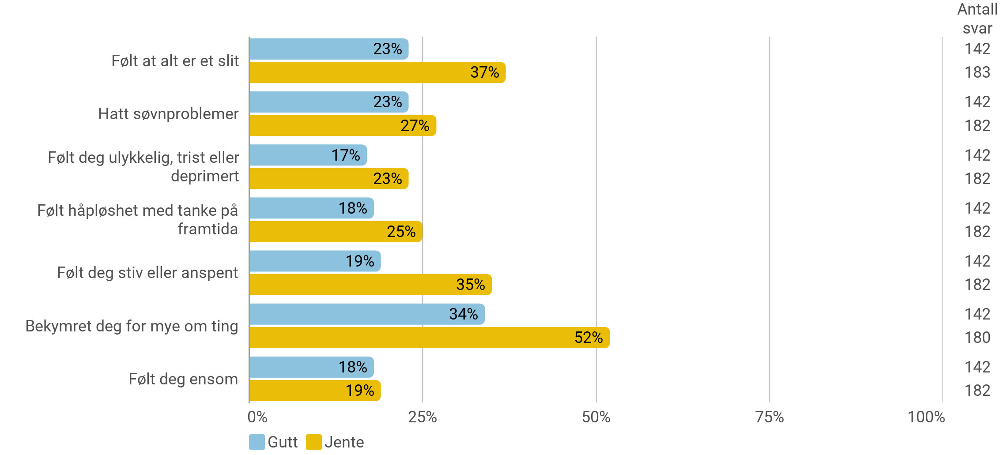 Antall
svar
Følt at alt er et slit
23%
142
37%
183
Hatt søvnproblemer
23%
142
27%
182
Følt deg ulykkelig, trist eller
deprimert
17%
142
23%
182
Følt håpløshet med tanke på
framtida
18%
142
25%
182
Følt deg stiv eller anspent
19%
142
35%
182
Bekymret deg for mye om ting
34%
142
52%
180
Følt deg ensom
18%
142
19%
182
0% 25% 50% 75% 100%
Gutt Jente